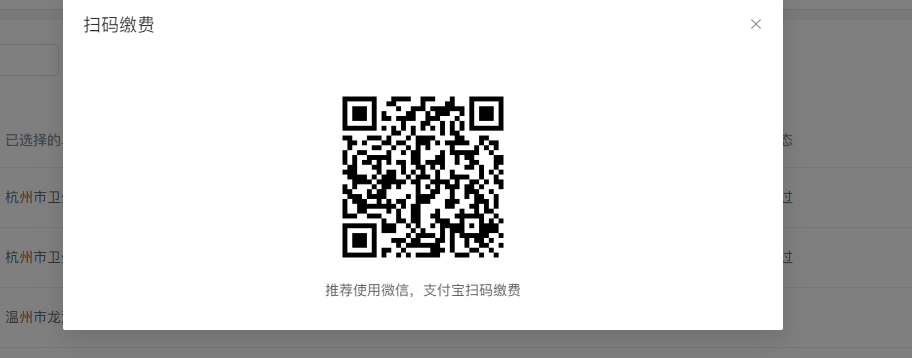 扫码缴费
已选择的
态
杭州市卫
过
杭州市卫
过
温州市龙
推荐使用微信，支付宝扫码缴费